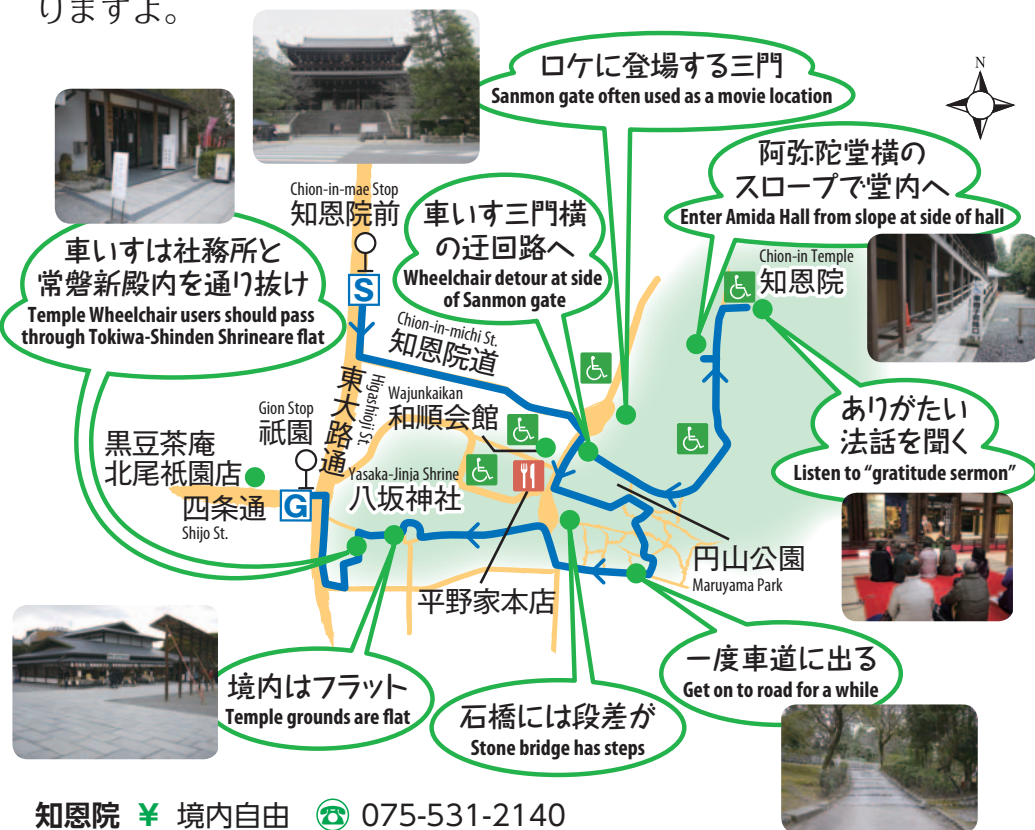 りますよ。
ロケに登場する三門
Sanmon gate often used as a movie location
N
阿弥陀堂横の
スロープで堂内へ
Enter Amida Hall from slope at side of hall
Chion-in-mae Stop
知恩院前
車いす三門横
の迂回路へ
Wheelchair detour at side
of Sanmon gate
車いすは社務所と
常磐新殿内を通り抜け
Temple Wheelchair users should pass
through Tokiwa-Shinden Shrineare flat
Chion-in Temple
知恩院
S
Chion-in-michi St.
知恩院道
Higashioji St.
東大路通
Wajunkaikan
和順会館
Gion Stop
祇園
ありがたい
法話を聞く
Listen to “gratitude sermon”
黒豆茶庵
北尾祇園店
Yasaka-Jinja Shrine
八坂神社
四条通
Shijo St.
G
円山公園
Maruyama Park
平野家本店
一度車道に出る
Get on to road for a while
境内はフラット
Temple grounds are flat
石橋には段差が
Stone bridge has steps
知恩院 ¥ 境内自由 ☎ 075-531-2140